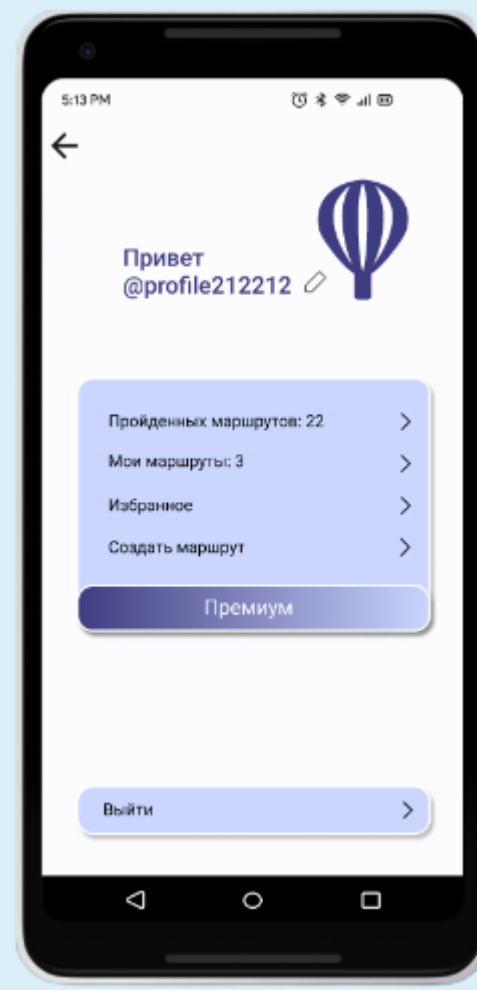 5:13 PM
Привет
@profile212212
Пройденных маршрутов: 22
Мои маршруты: 3
Избранное
Создать маршрут
Премиум
Выйти